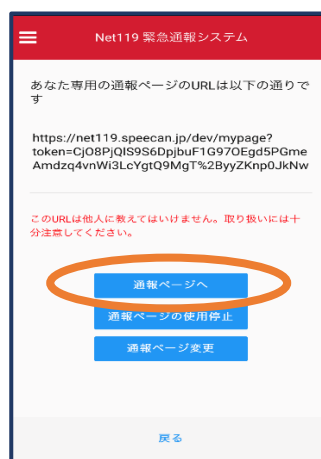 Net119 緊急通報システム
あなた専用の通報ページのURLは以下の通りで
す
https://net119.speecan.jp/dev/mypage?
token=CjO8PjQIS9S6DpjbuF1G97OEgd5PGme
Amdzq4vnWi3LcYgtQ9MgT%2ByyZKnp0JkNw
このURLは他人に教えてはいけません。取り扱いには十
分注意してください。
通報ページへ
通報ページの使用停止
通報ページ変更
戻る